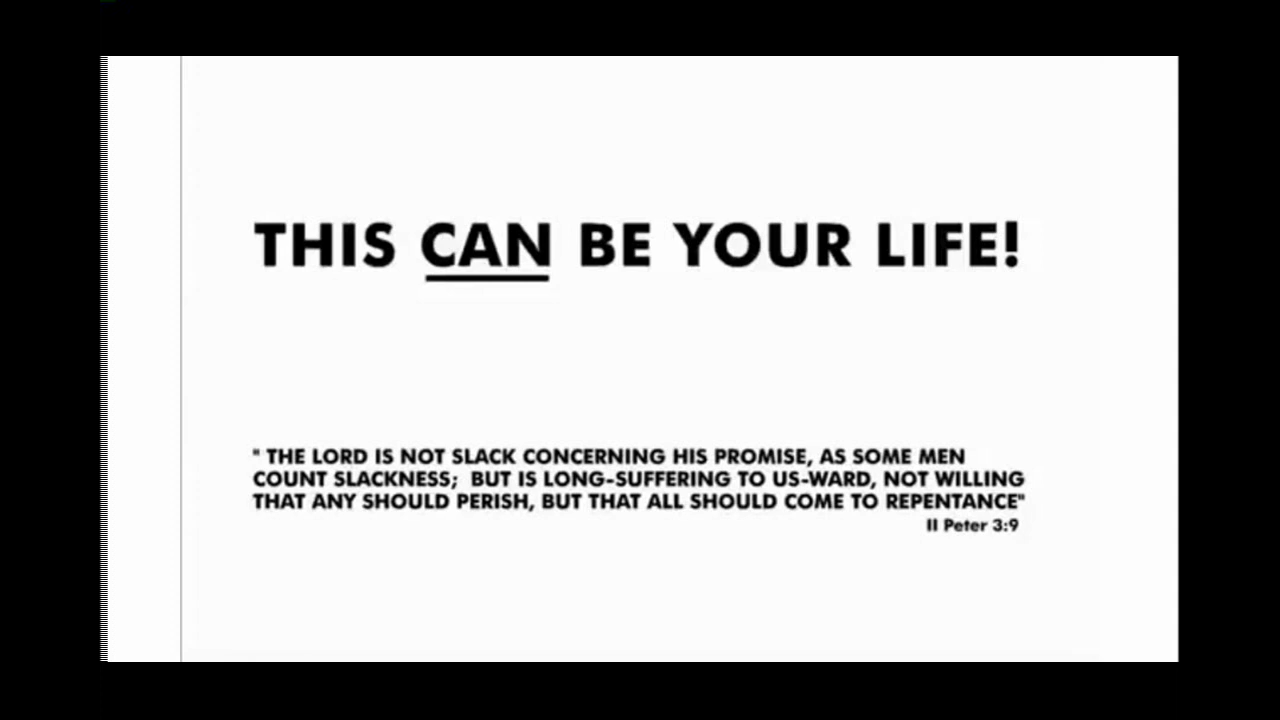 THIS CAN BE YOUR LIFE!
" THE LORD IS NOT SLACK CONCERNING HIS PROMISE, AS SOME MEN
COUNT SLACKNESS; BUT IS LONG-SUFFERING TO US-WARD, NOT WILLING
THAT ANY SHOULD PERISH, BUT THAT ALL SHOULD COME TO REPENTANCE"
II Peter 3:9